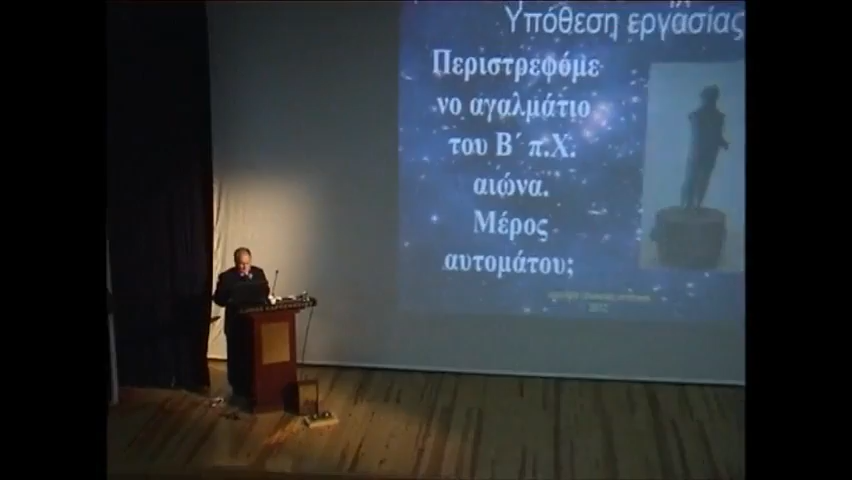 Υπόθεση εργασίας
Περιστρεφόμε
νο αγαλμάτιο
του Β΄ π.Χ.
αιώνα.
Μέρος
αυτομάτου;